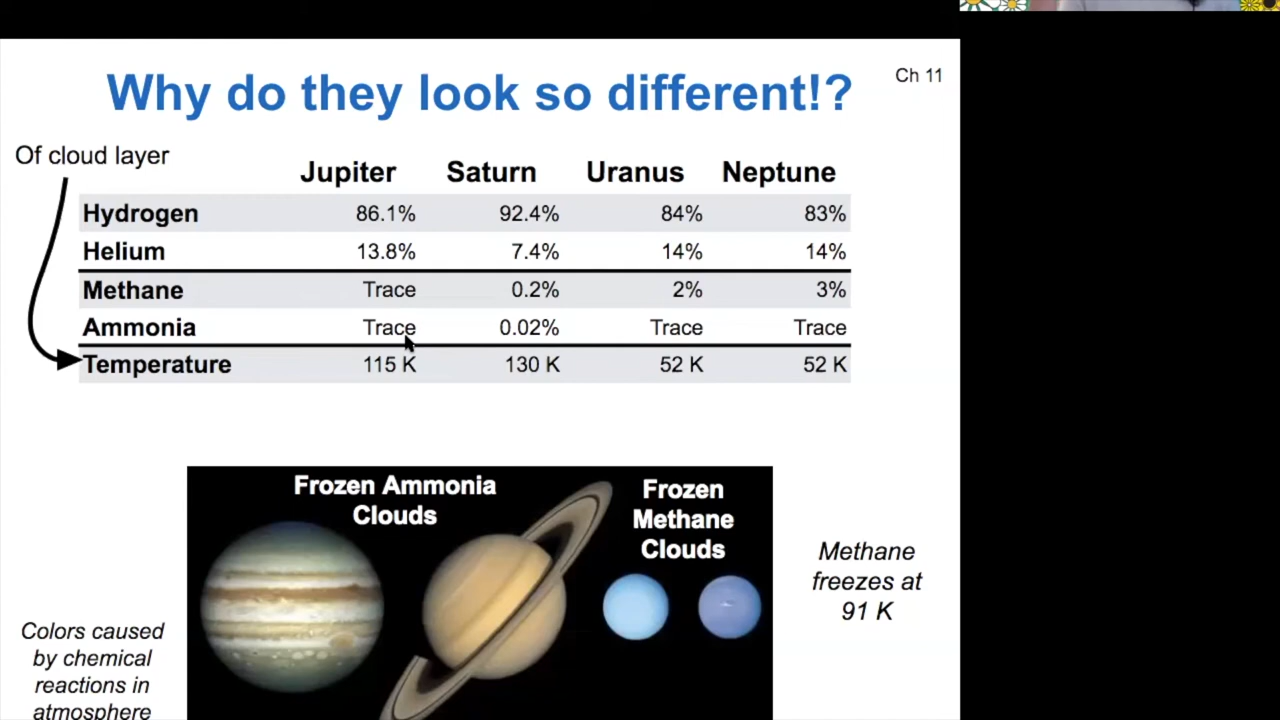 Ch 11
Why do they look so different!?
Of cloud layer
Jupiter Saturn Uranus Neptune
Hydrogen 86.1% 92.4% 84% 83%
Helium 13.8% 7.4% 14% 14%
Methane Trace 0.2% 2% 3%
Ammonia Trace 0.02% Trace Trace
Temperature 115 K 130 K 52 K 52 K
Frozen Ammonia
Clouds
Frozen
Methane
Clouds
Methane
freezes at
91 K
Colors caused
by chemical
reactions in
atmosphere